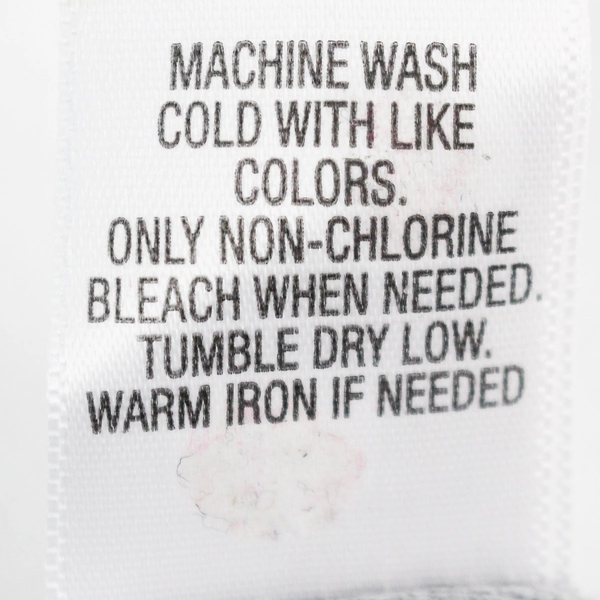 MACHINE WASH
COLD WITH LIKE
COLORS.
ONLY NON-CHLORINE
BLEACH WHEN NEEDED.
TUMBLE DRY LOW.
WARM IRON IF NEEDED